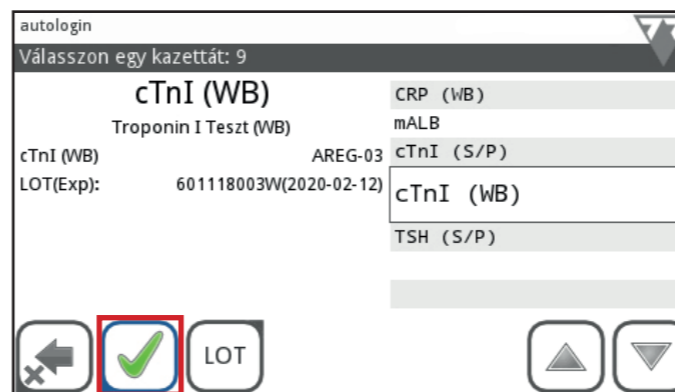 autologin
Válasszon egy kazettát: 9
cTnI (WB)
Troponin I Teszt (WB)
cTnI (WB) AREG-03
LOT(Exp): 601118003W(2020-02-12)
CRP (WB)
mALB
cTnI (S/P)
cTnI (WB)
TSH (S/P)
LOT